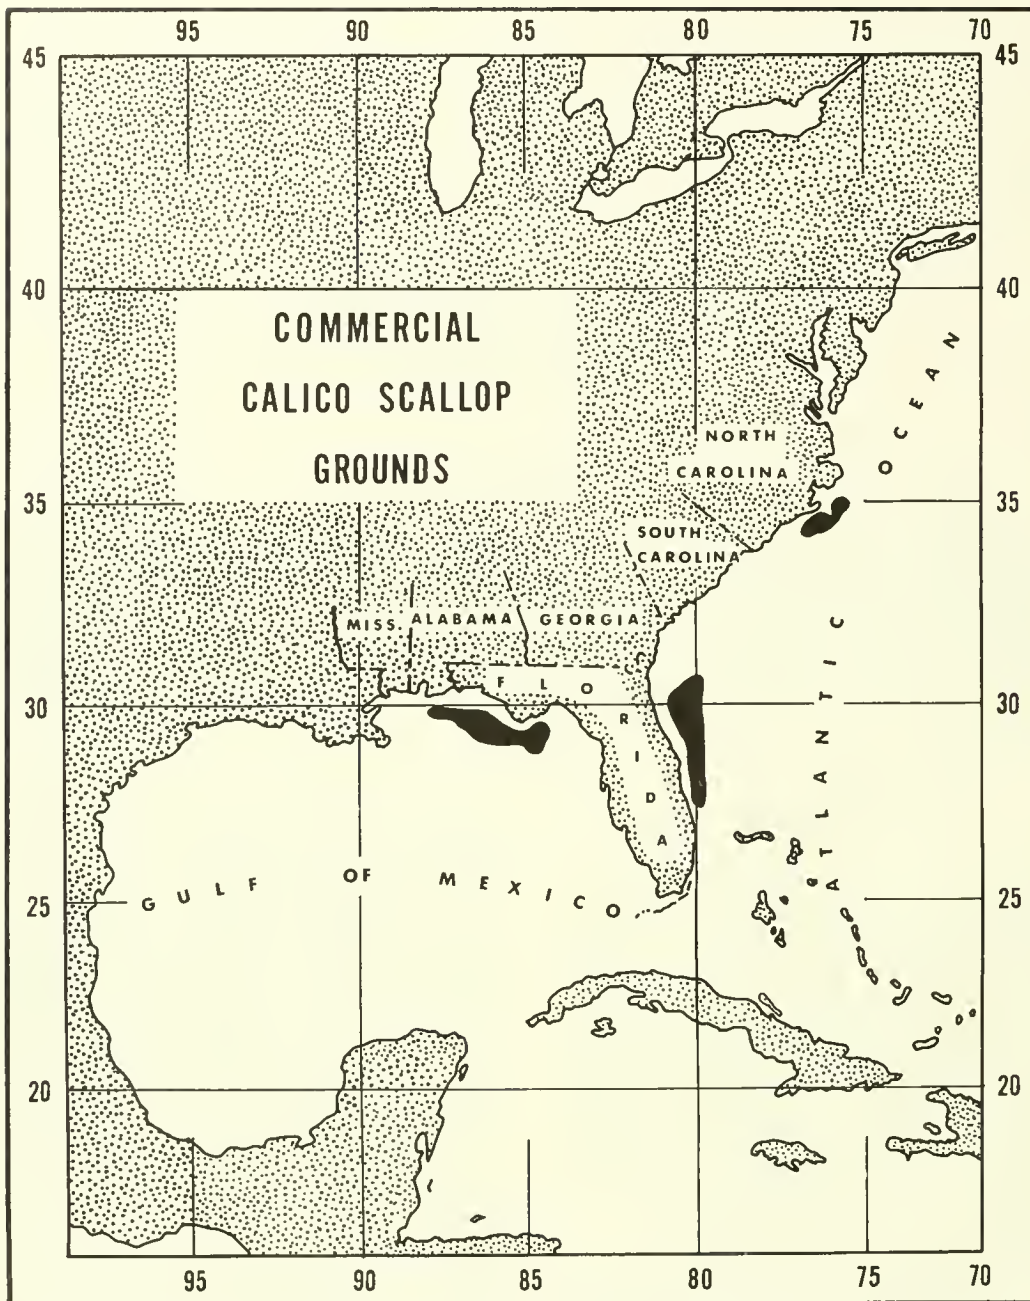 95 90 85 80 75 70
45 45
40 40
COMMERCIAL
CALICO SCALLOP
GROUNDS
OCEAN
NORTH
CAROLINA
35 35
SOUTH
CAROLINA
MISS. ALABAMA GEORGIA
FLORIDA
30 30
ATLANTIC
GULF OF MEXICO
25 25
20 20
95 90 85 80 75 70